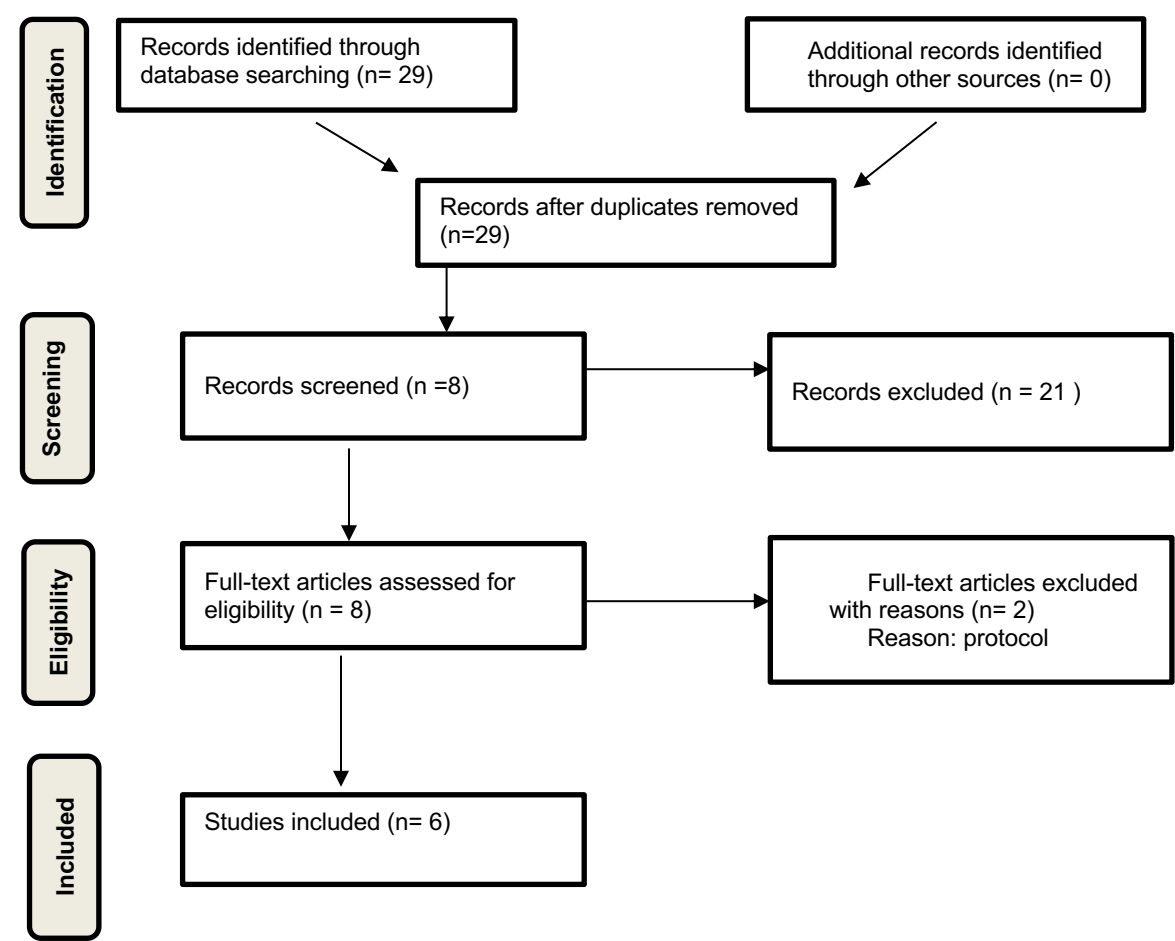 Identification
Records identified through
database searching (n= 29)
Additional records identified
through other sources (n= 0)
Records after duplicates removed
(n=29)
Screening
Records screened (n =8)
Records excluded (n = 21 )
Eligibility
Full-text articles assessed for
eligibility (n = 8)
Full-text articles excluded
with reasons (n= 2)
Reason: protocol
Included
Studies included (n= 6)